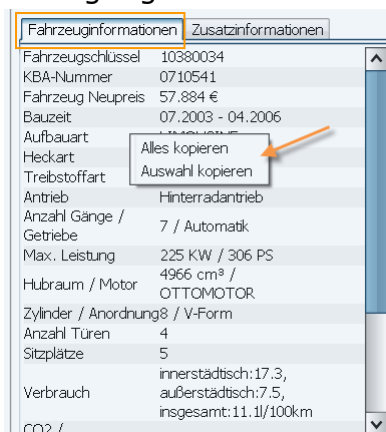 Fahrzeuginformationen Zusatzinformationen
Fahrzeugschlüssel 10380034
KBA-Nummer 0710541
Fahrzeug Neupreis 57.884 €
Bauzeit 07.2003 - 04.2006
Aufbauart
Alles kopieren
Heckart
Auswahl kopieren
Treibstoffart
Antrieb Hinterradantrieb
Anzahl Gänge /
Getriebe 7 / Automatik
Max. Leistung 225 KW / 306 PS
Hubraum / Motor 4966 cm³ /
OTTOMOTOR
Zylinder / Anordnung8 / V-Form
Anzahl Türen 4
Sitzplätze 5
Verbrauch innerstädtisch:17.3,
außerstädtisch:7.5,
insgesamt:11.1l/100km
CO2 /